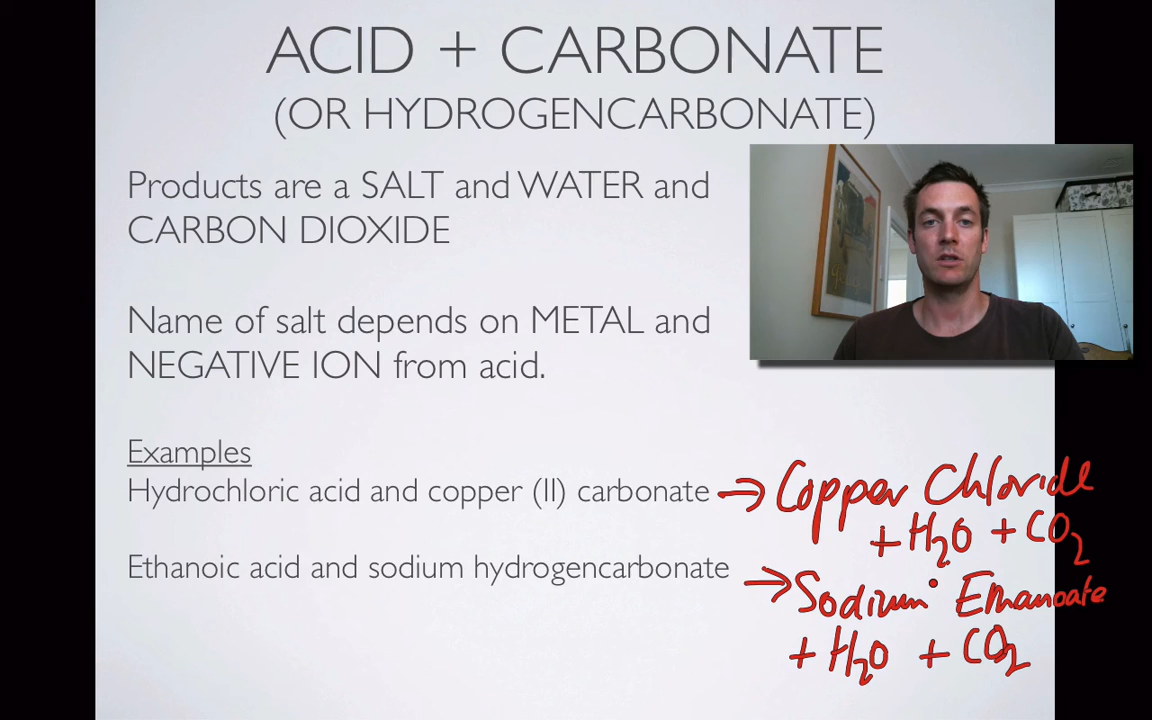 ACID + CARBONATE
(OR HYDROGENCARBONATE)
Products are a SALT and WATER and
CARBON DIOXIDE
Name of salt depends on METAL and
NEGATIVE ION from acid.
Examples
Hydrochloric acid and copper (II) carbonate → Copper Chloride
+ H₂O + CO₂
Ethanoic acid and sodium hydrogencarbonate → Sodium Ethanoate
+ H₂O + CO₂